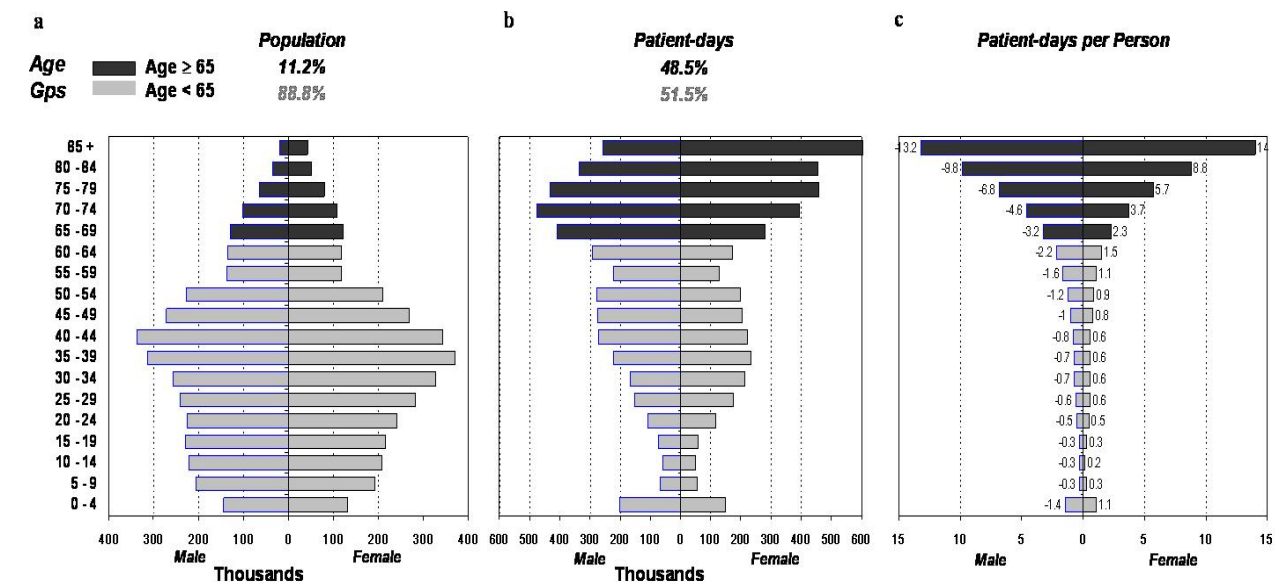 a
Population
Age
Age ≥ 65
11.2%
Gps
Age < 65
88.8%
b
Patient-days
48.5%
51.5%
c
Patient-days per Person
85 +
80 - 84
75 - 79
70 - 74
65 - 69
60 - 64
55 - 59
50 - 54
45 - 49
40 - 44
35 - 39
30 - 34
25 - 29
20 - 24
15 - 19
10 - 14
5 - 9
0 - 4
400 300 200 100 0 100 200 300 400
Male Female
Thousands
600 500 400 300 200 100 0 100 200 300 400 500 600
Male Female
Thousands
-13.2 14
-9.8 8.8
-6.8 5.7
-4.6 3.7
-3.2 2.3
-2.2 1.5
-1.6 1.1
-1.2 0.9
-1 0.8
-0.8 0.6
-0.7 0.6
-0.7 0.6
-0.6 0.6
-0.5 0.5
-0.3 0.3
-0.3 0.2
-0.3 0.3
-1.4 1.1
15 10 5 0 5 10 15
Male Female